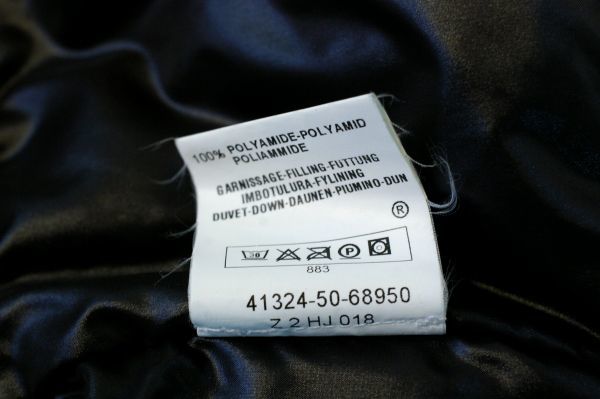 100% POLYAMIDE-POLYAMID
POLIAMMIDE
GARNISSAGE-FILLING-FÜTTUNG
IMBOTULURA-FYLINING
DUVET-DOWN-DAUNEN-PIUMINO-DUN
®
P
883
41324-50-68950
Z 2 HJ 018